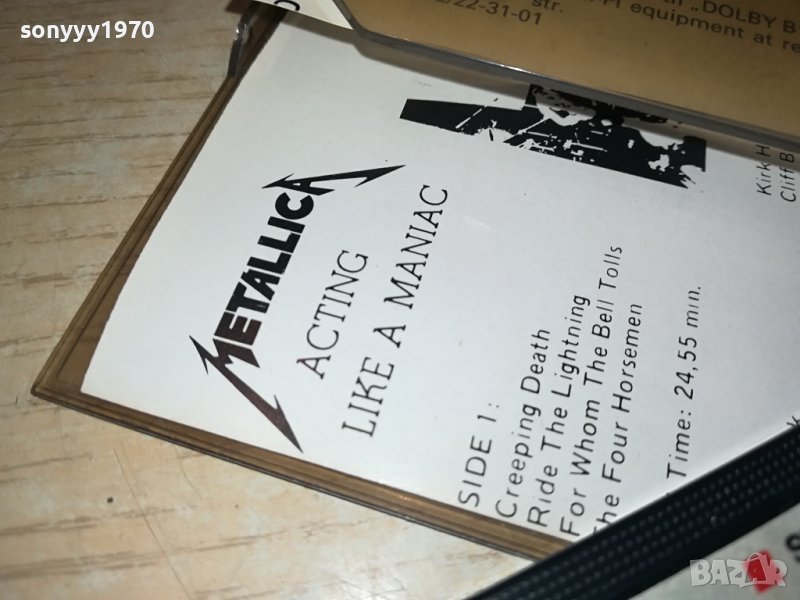 sonyyy1970
"DOLBY B
str.
equipment at re
/22-31-01
METALLICA
ACTING
LIKE A MANIAC
SIDE 1:
Creeping Death
Ride The Lightning
For Whom The Bell Tolls
The Four Horsemen
Time: 24,55 min.
Kirk H
Cliff B
BAZAR